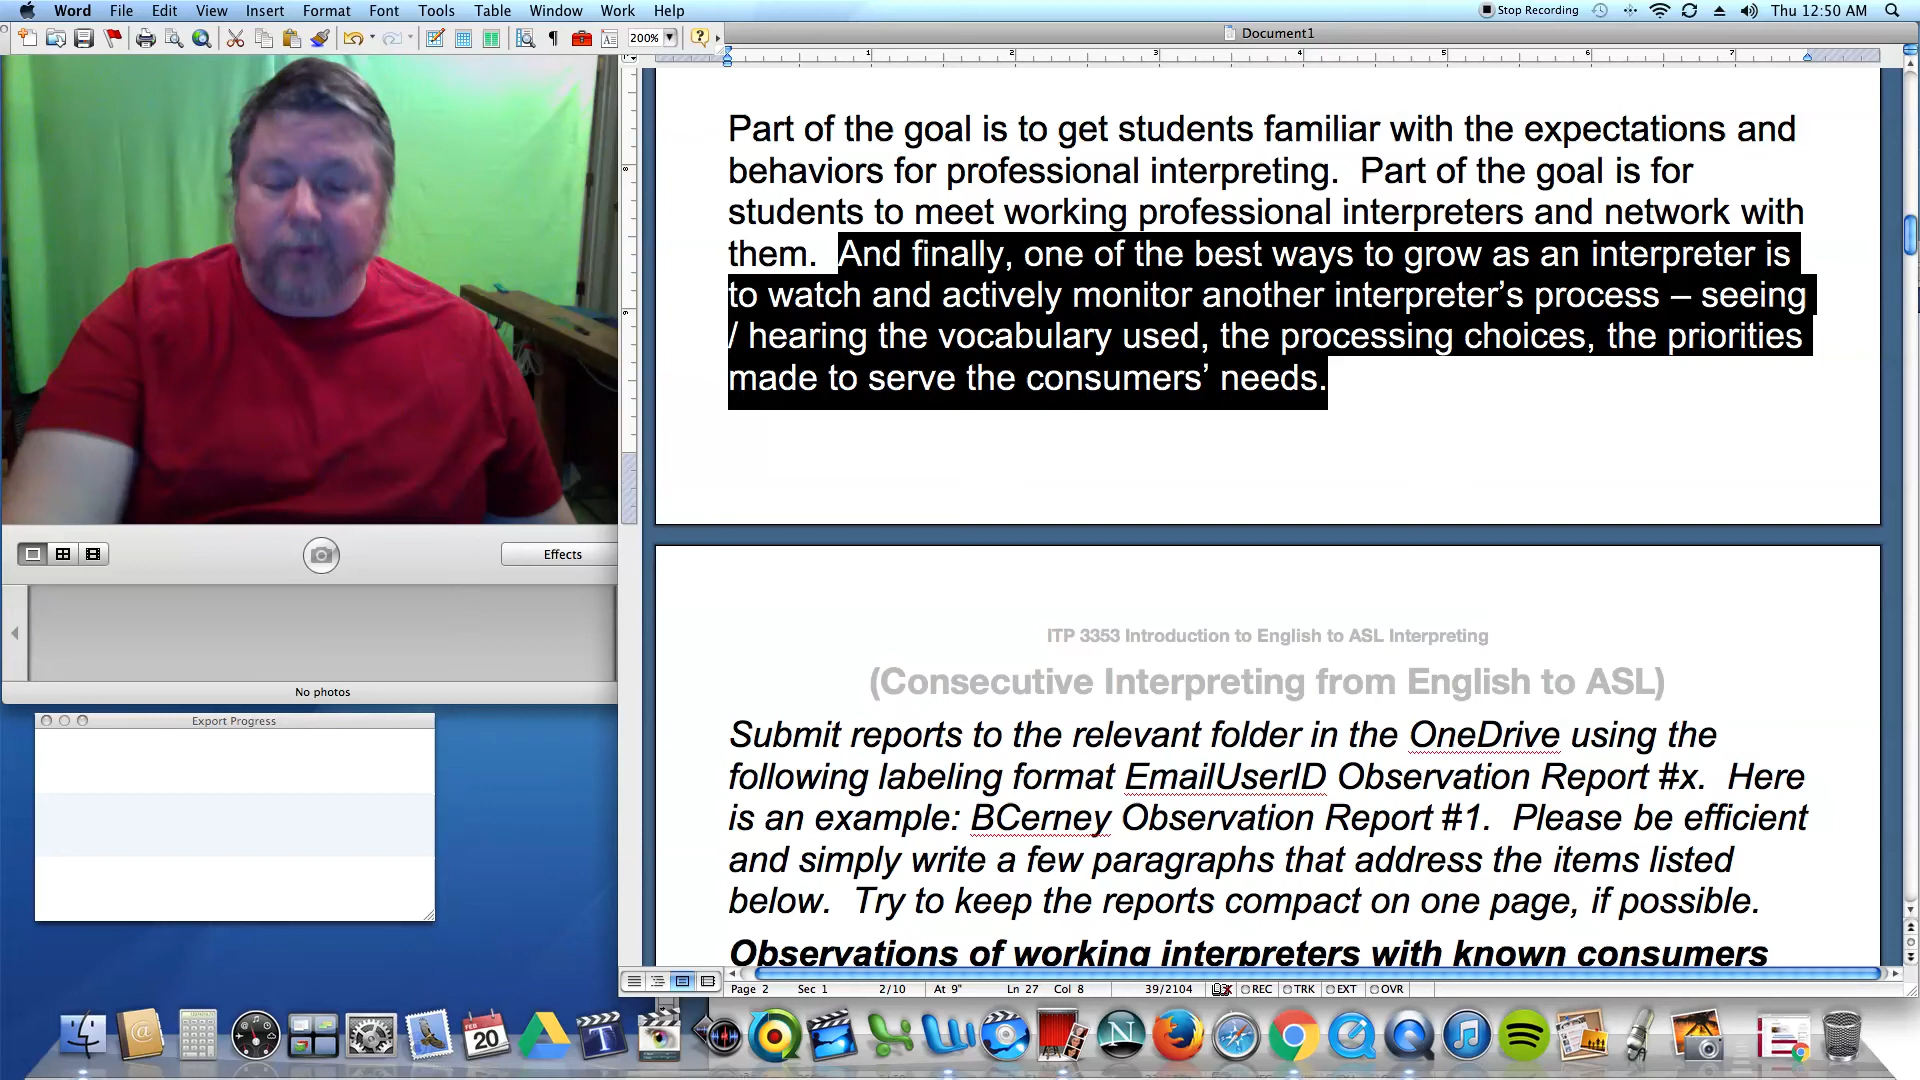 Word File Edit View Insert Format Font Tools Table Window Work Help
Stop Recording Thu 12:50 AM
200%
Document1
1 2 3 4 5 6 7
Part of the goal is to get students familiar with the expectations and
behaviors for professional interpreting.  Part of the goal is for
students to meet working professional interpreters and network with
them.  And finally, one of the best ways to grow as an interpreter is
to watch and actively monitor another interpreter’s process – seeing
/ hearing the vocabulary used, the processing choices, the priorities
made to serve the consumers’ needs.
Effects
No photos
Export Progress
ITP 3353 Introduction to English to ASL Interpreting
(Consecutive Interpreting from English to ASL)
Submit reports to the relevant folder in the OneDrive using the
following labeling format EmailUserID Observation Report #x.  Here
is an example: BCerney Observation Report #1.  Please be efficient
and simply write a few paragraphs that address the items listed
below.  Try to keep the reports compact on one page, if possible.
Observations of working interpreters with known consumers
Page 2 Sec 1 2/10 At 9" Ln 27 Col 8 39/2104 REC TRK EXT OVR
FEB
20